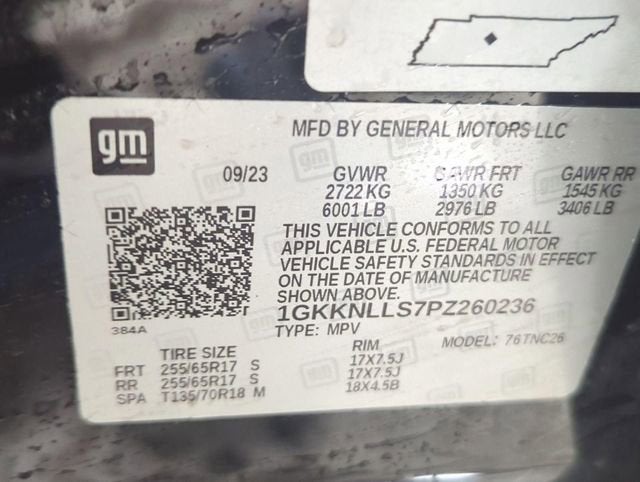 gm
MFD BY GENERAL MOTORS LLC
09/23 GVWR GAWR FRT GAWR RR
2722 KG 1350 KG 1545 KG
6001 LB 2976 LB 3406 LB
THIS VEHICLE CONFORMS TO ALL
APPLICABLE U.S. FEDERAL MOTOR
VEHICLE SAFETY STANDARDS IN EFFECT
ON THE DATE OF MANUFACTURE
SHOWN ABOVE.
384A
1GKKNLLS7PZ260236
TYPE: MPV MODEL: 76TNC26
TIRE SIZE RIM
FRT 255/65R17 S 17X7.5J
RR 255/65R17 S 17X7.5J
SPA T135/70R18 M 18X4.5B